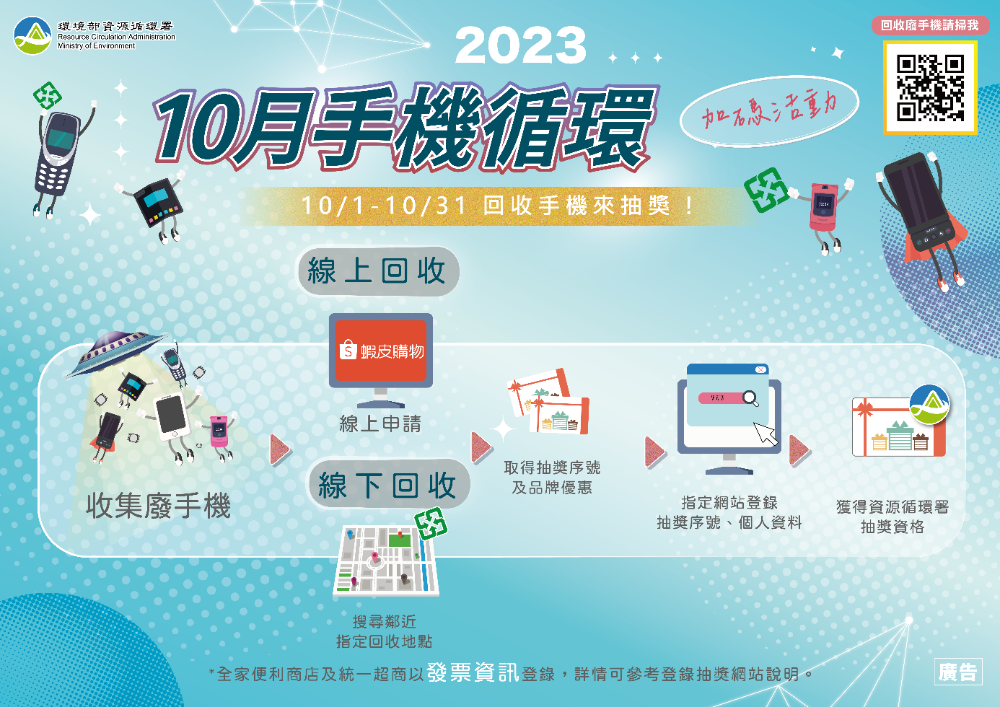 環境部資源循環署
Resource Circulation Administration
Ministry of Environment
回收廢手機請掃我
2023
10月手機循環
加碼活動
10/1-10/31 回收手機來抽獎！
線上回收
S 蝦皮購物
線上申請
線下回收
收集廢手機
搜尋鄰近
指定回收地點
取得抽獎序號
及品牌優惠
指定網站登錄
抽獎序號、個人資料
獲得資源循環署
抽獎資格
*全家便利商店及統一超商以發票資訊登錄，詳情可參考登錄抽獎網站說明。
廣告